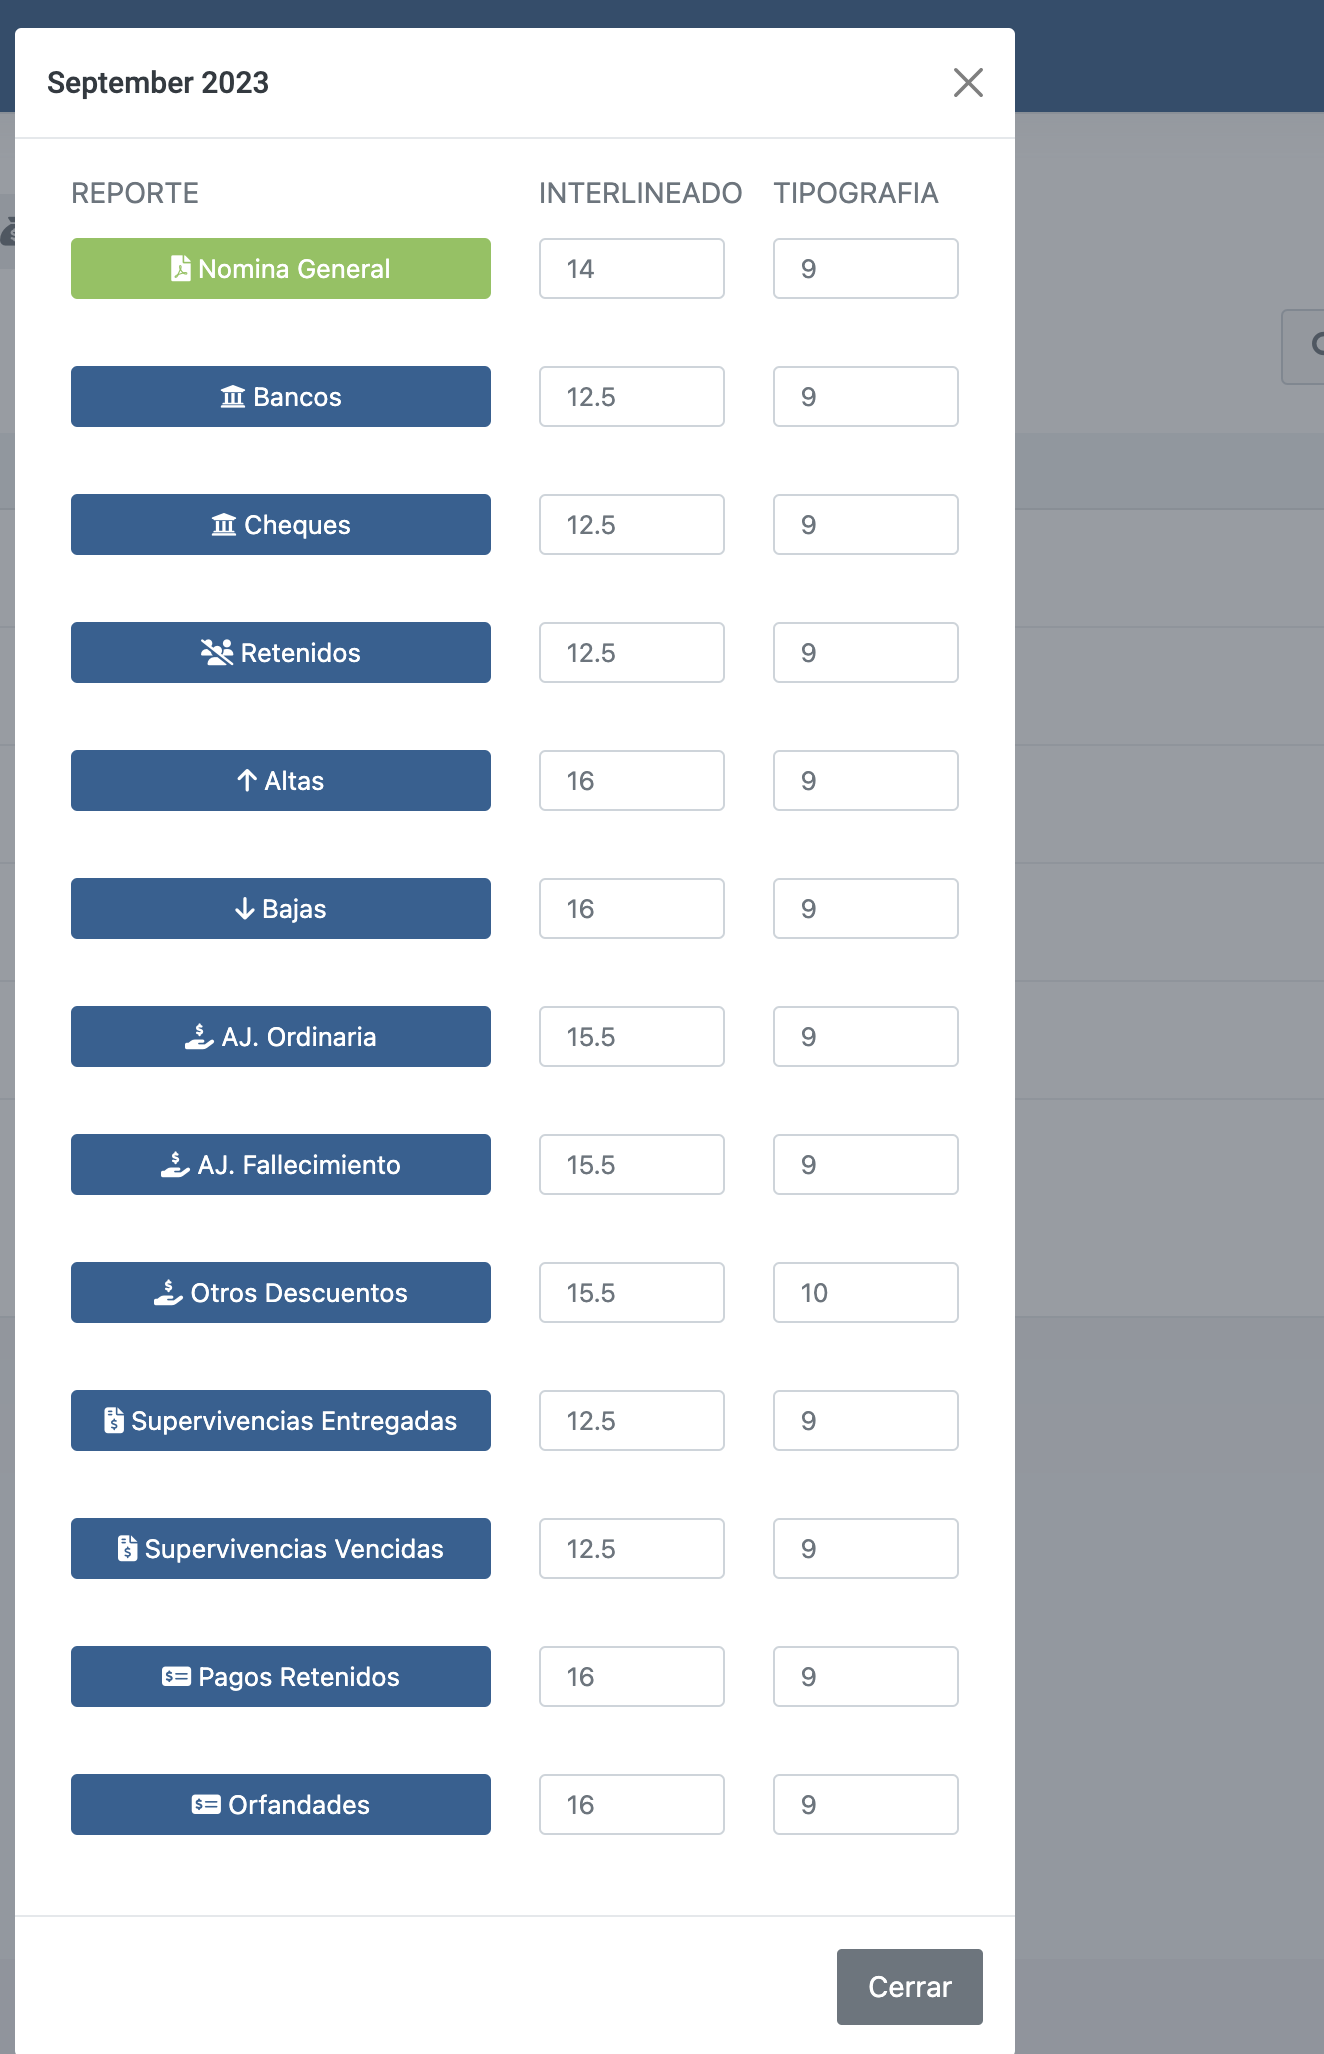 September 2023
REPORTE INTERLINEADO TIPOGRAFIA
Nomina General 14 9
Bancos 12.5 9
Cheques 12.5 9
Retenidos 12.5 9
Altas 16 9
Bajas 16 9
AJ. Ordinaria 15.5 9
AJ. Fallecimiento 15.5 9
Otros Descuentos 15.5 10
Supervivencias Entregadas 12.5 9
Supervivencias Vencidas 12.5 9
Pagos Retenidos 16 9
Orfandades 16 9
Cerrar